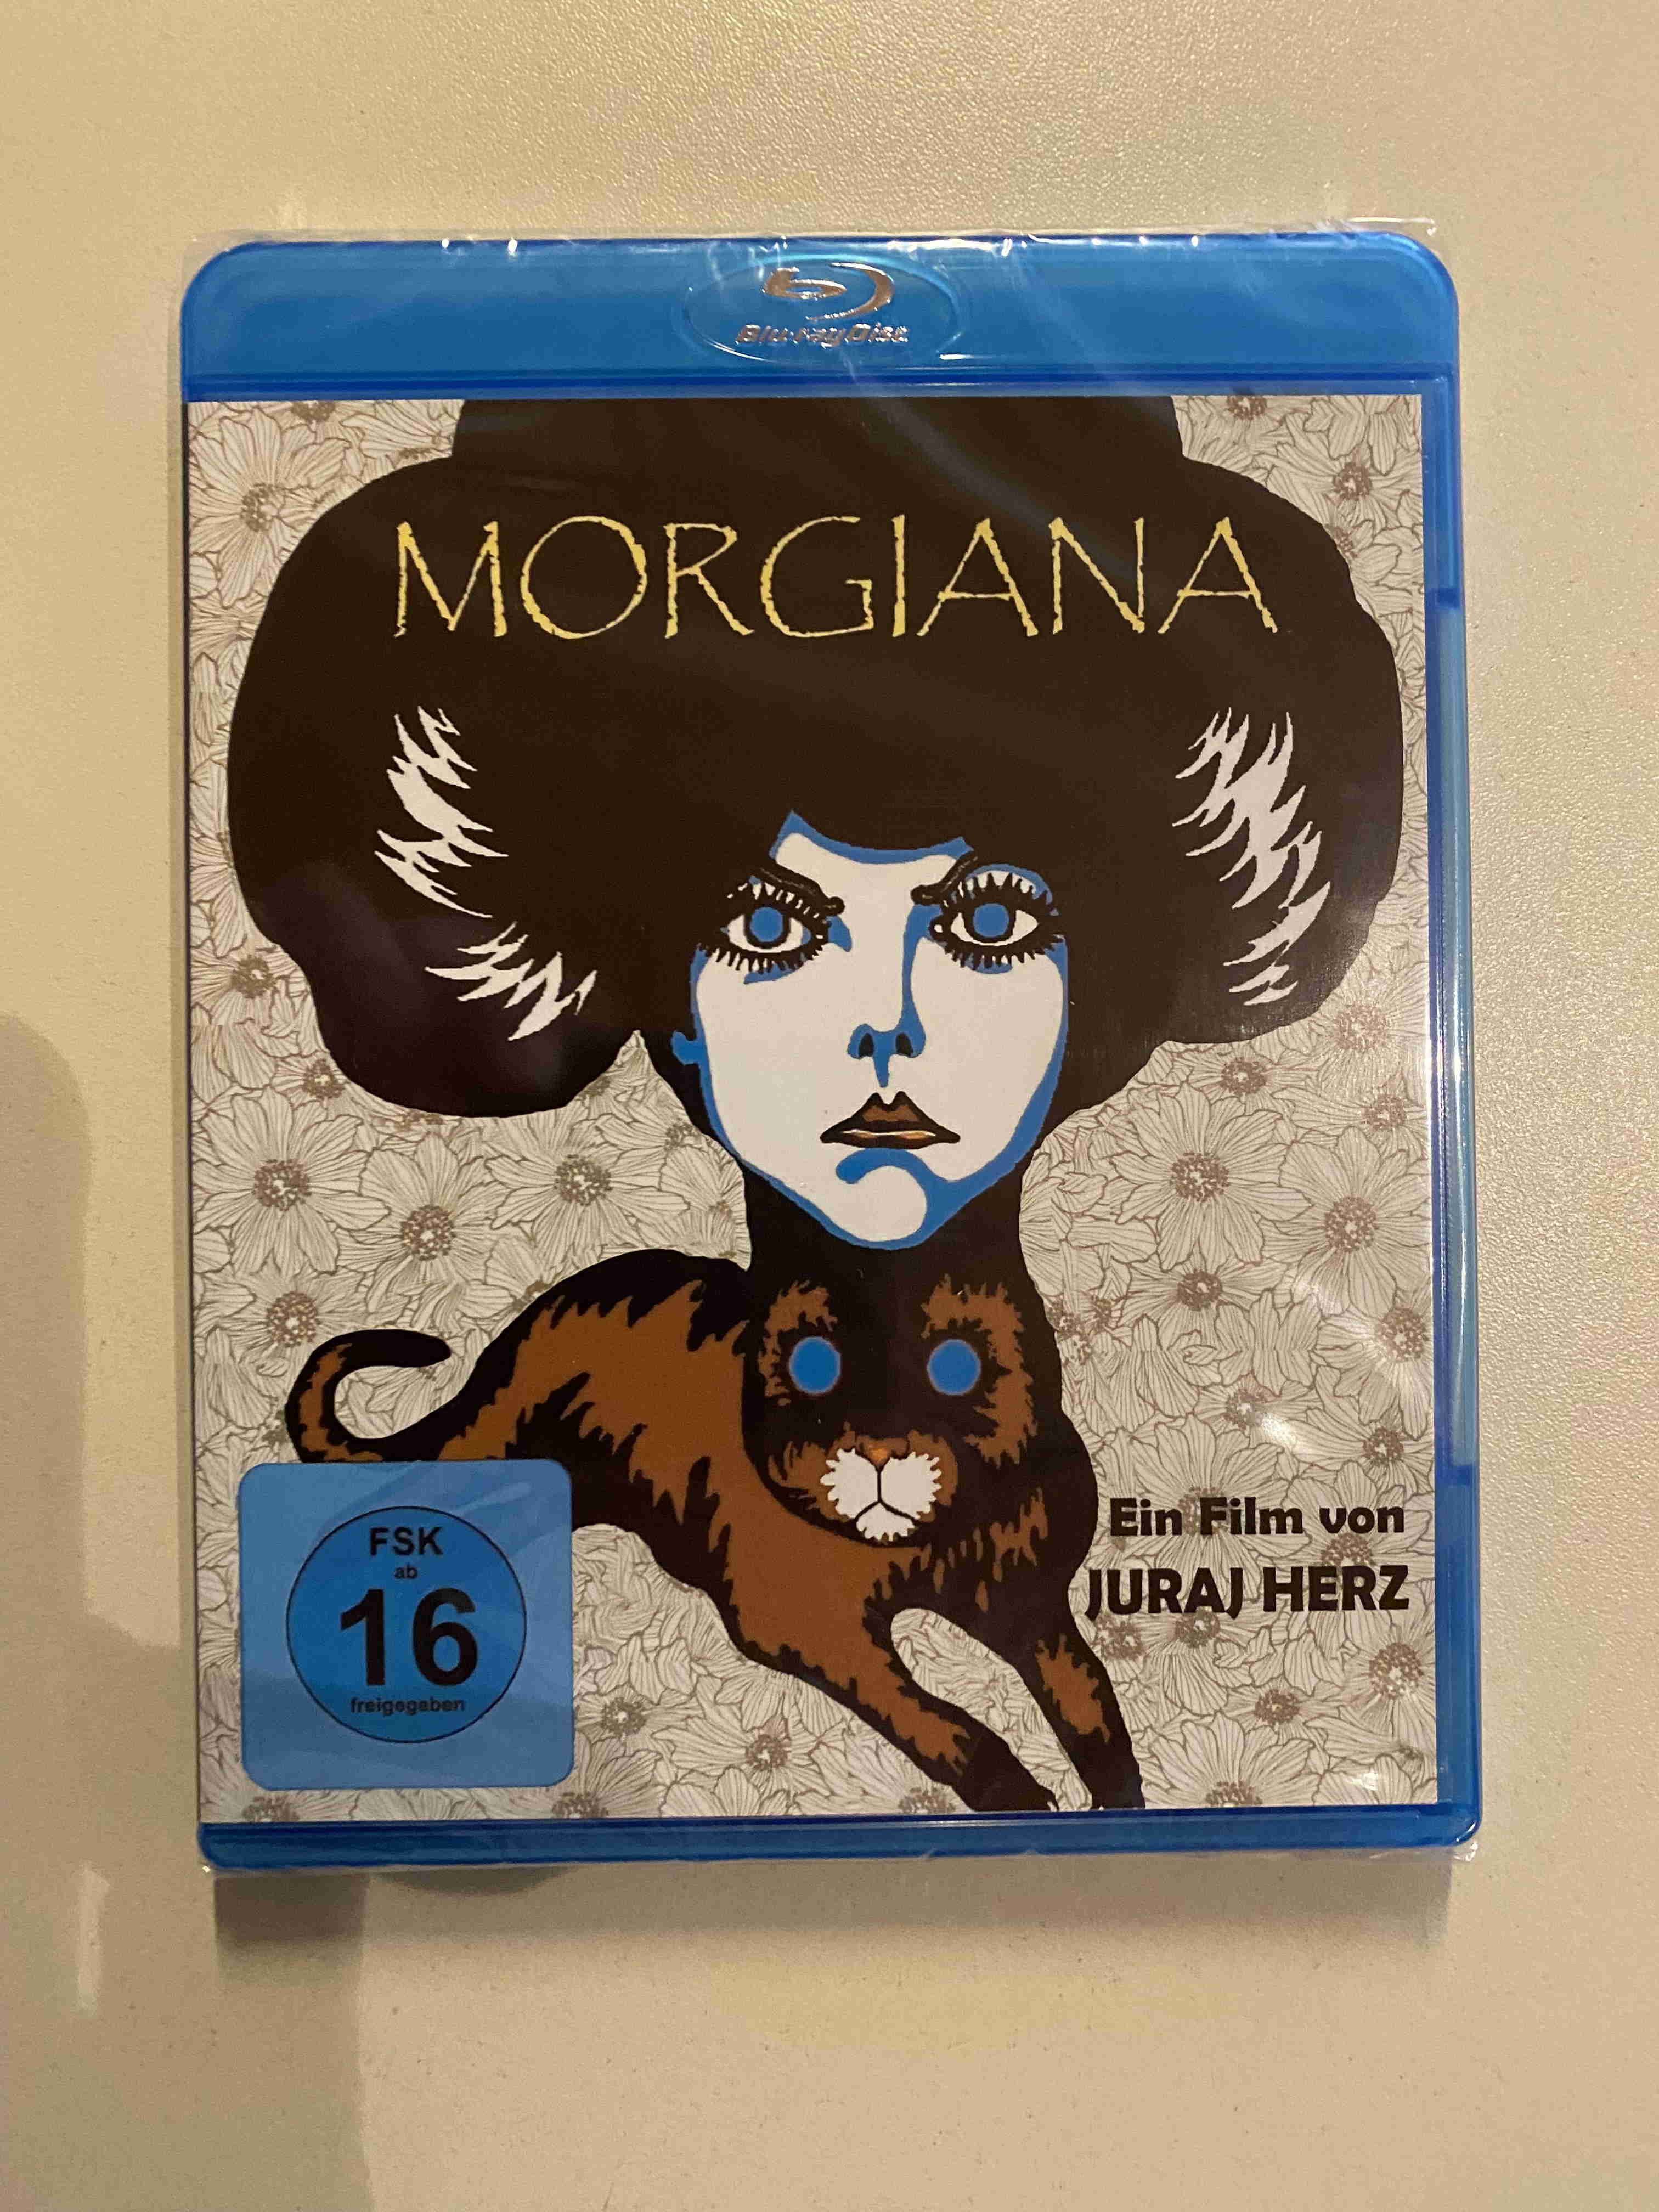 Blu-ray Disc
MORGIANA
Ein Film von
JURAJ HERZ
FSK
ab
16
freigegeben